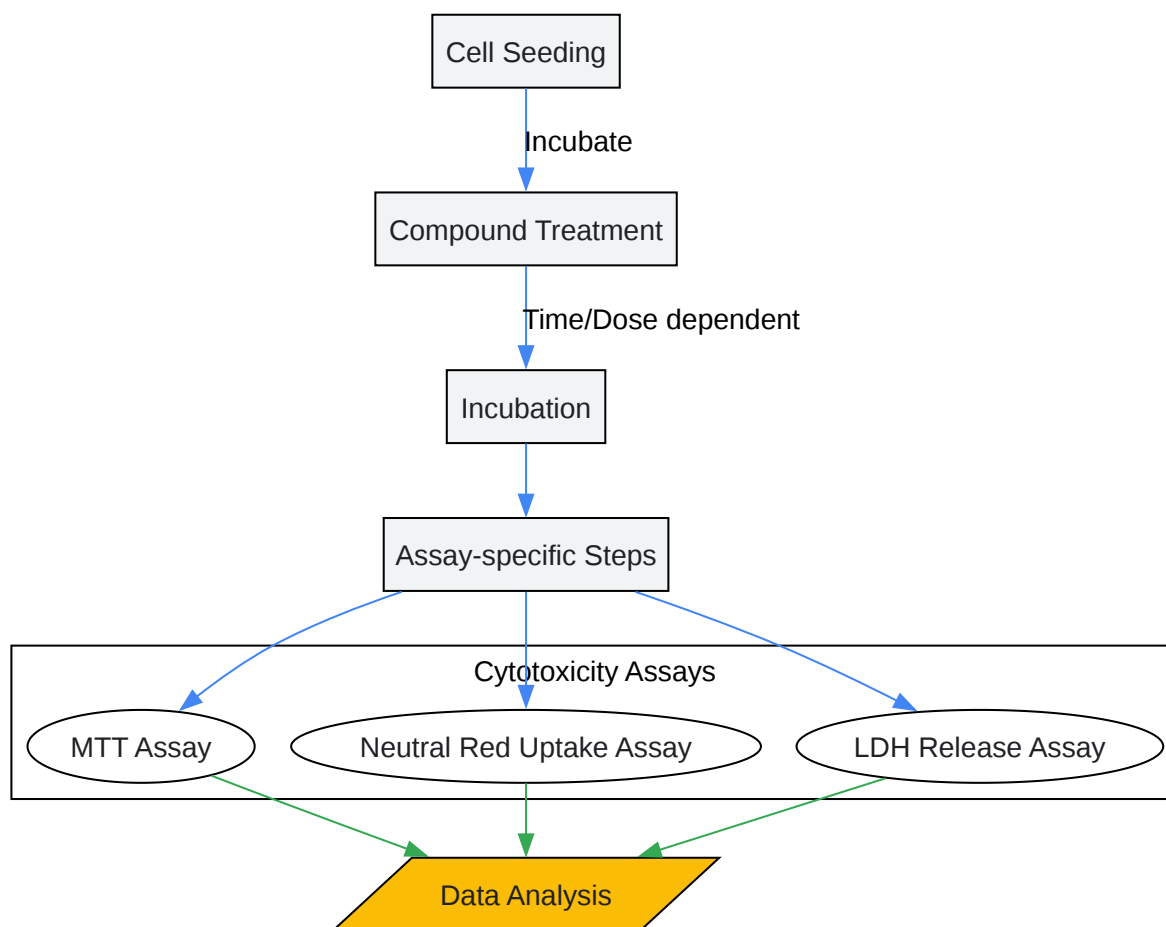 Cell Seeding
Incubate
Compound Treatment
Time/Dose dependent
Incubation
Assay-specific Steps
Cytotoxicity Assays
MTT Assay
Neutral Red Uptake Assay
LDH Release Assay
Data Analysis